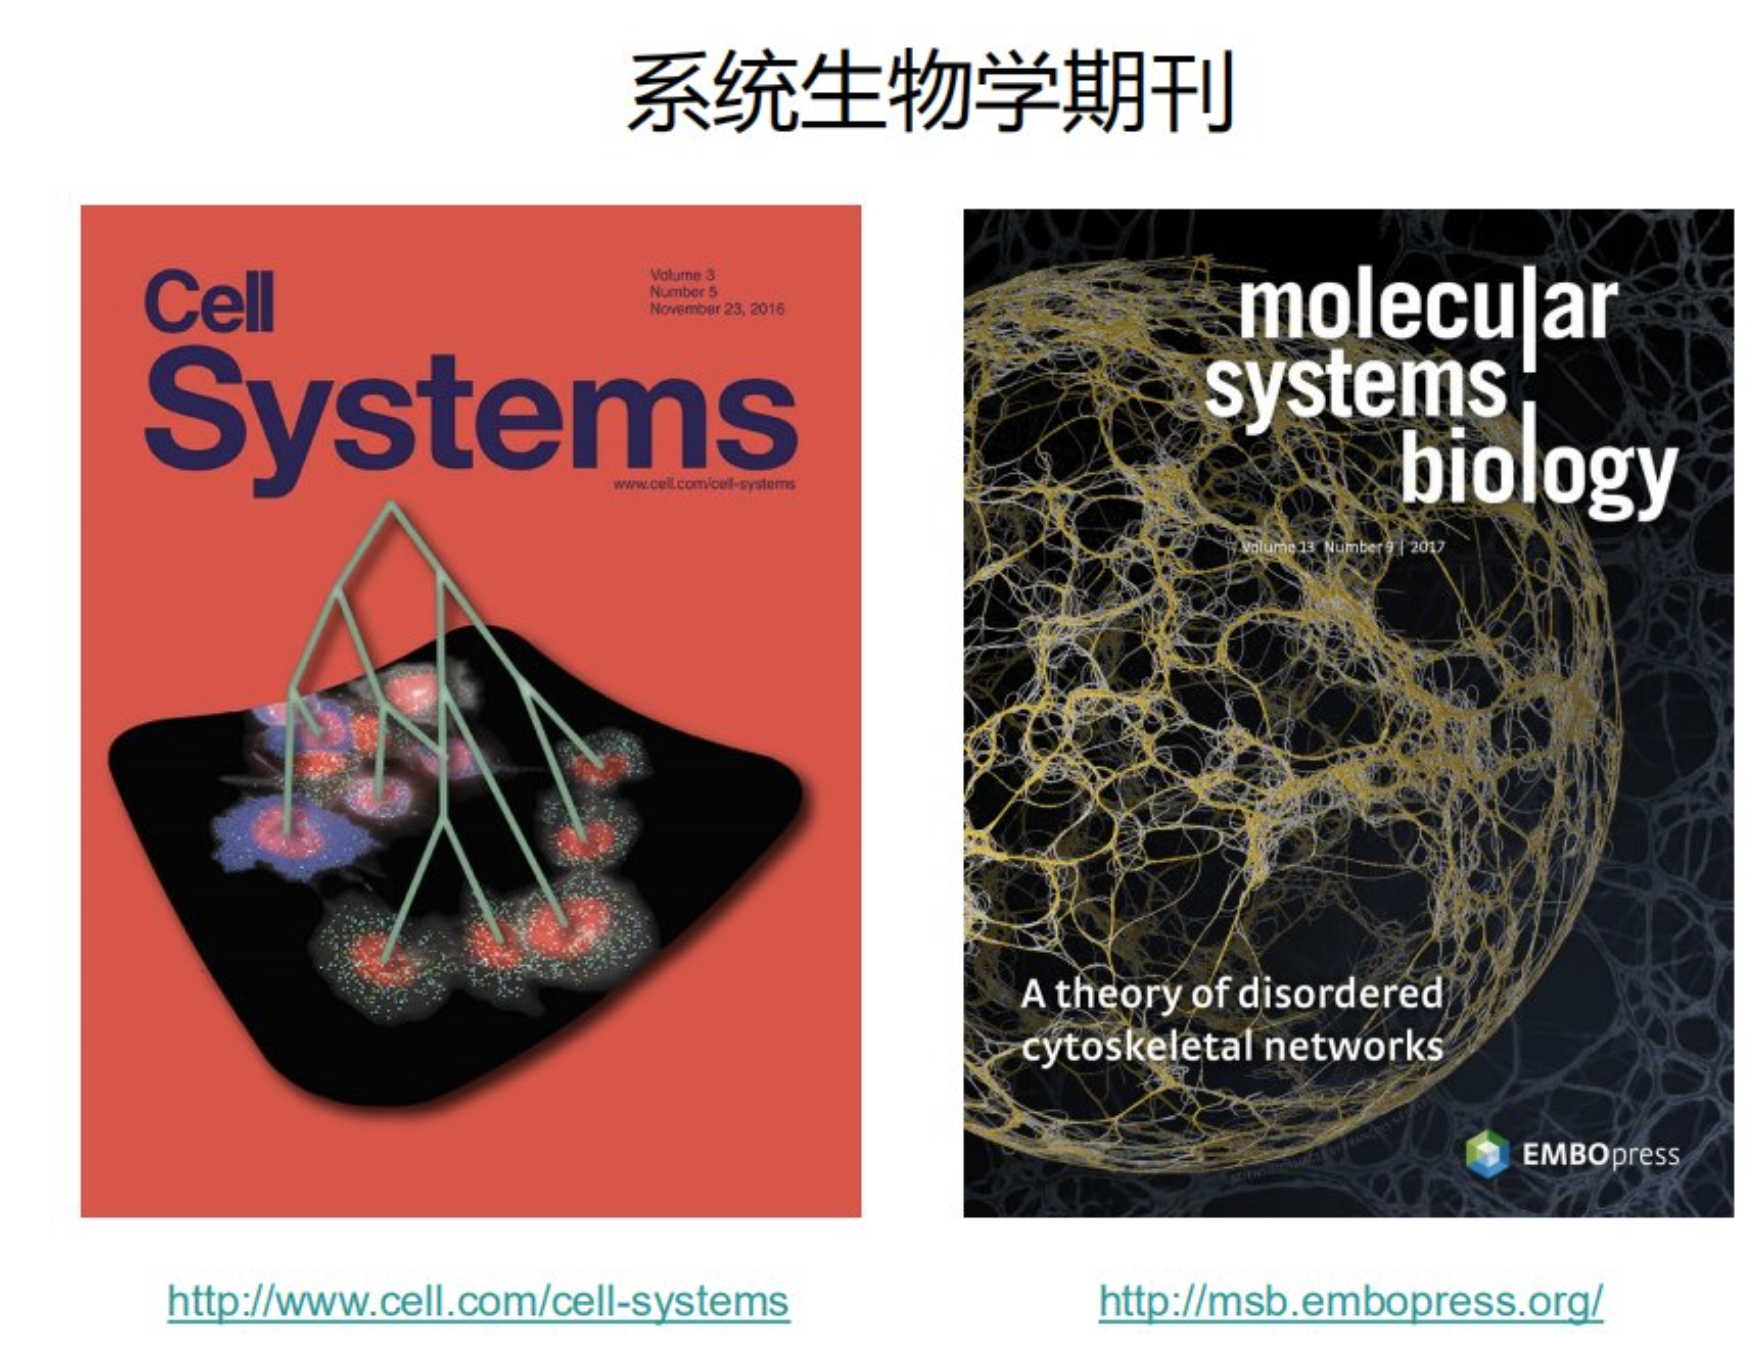 系统生物学期刊
Cell
Systems
Volume 3
Number 5
November 23, 2016
www.cell.com/cell-systems
molecular
systems
biology
Volume 13 Number 9 | 2017
A theory of disordered
cytoskeletal networks
EMBOpress
http://www.cell.com/cell-systems
http://msb.embopress.org/